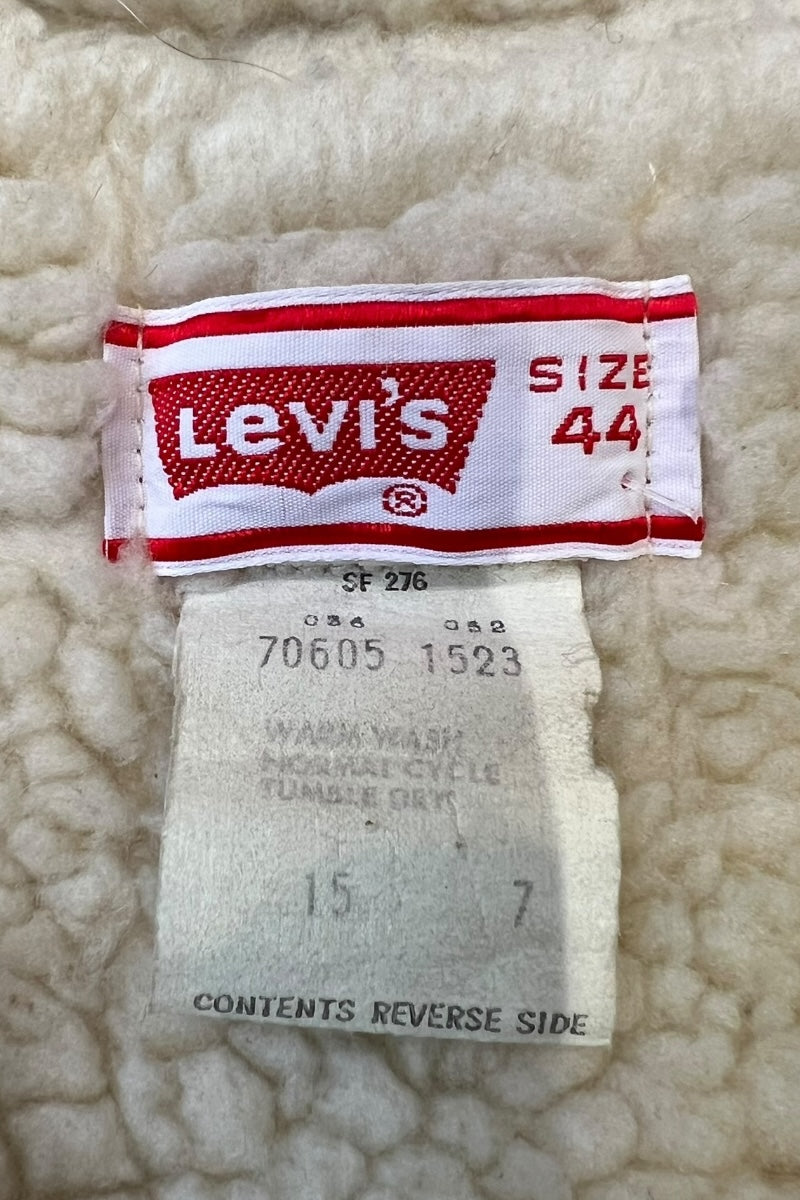 LEVI'S ®
SIZE
44
SF 276
036 052
70605 1523
WARM WASH
NORMAL CYCLE
TUMBLE DRY
15 7
CONTENTS REVERSE SIDE